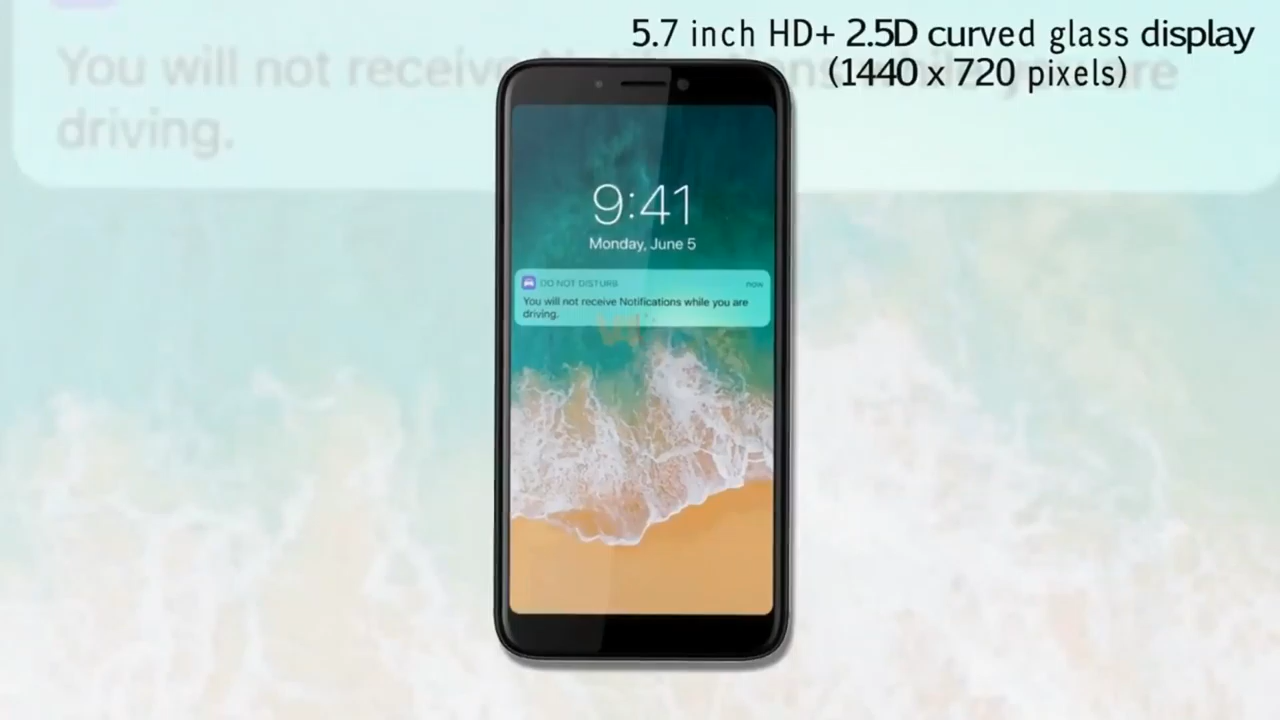 5.7 inch HD+ 2.5D curved glass display
(1440 x 720 pixels)
You will not receive
driving.
9:41
Monday, June 5
DO NOT DISTURB
now
You will not receive Notifications while you are
driving.